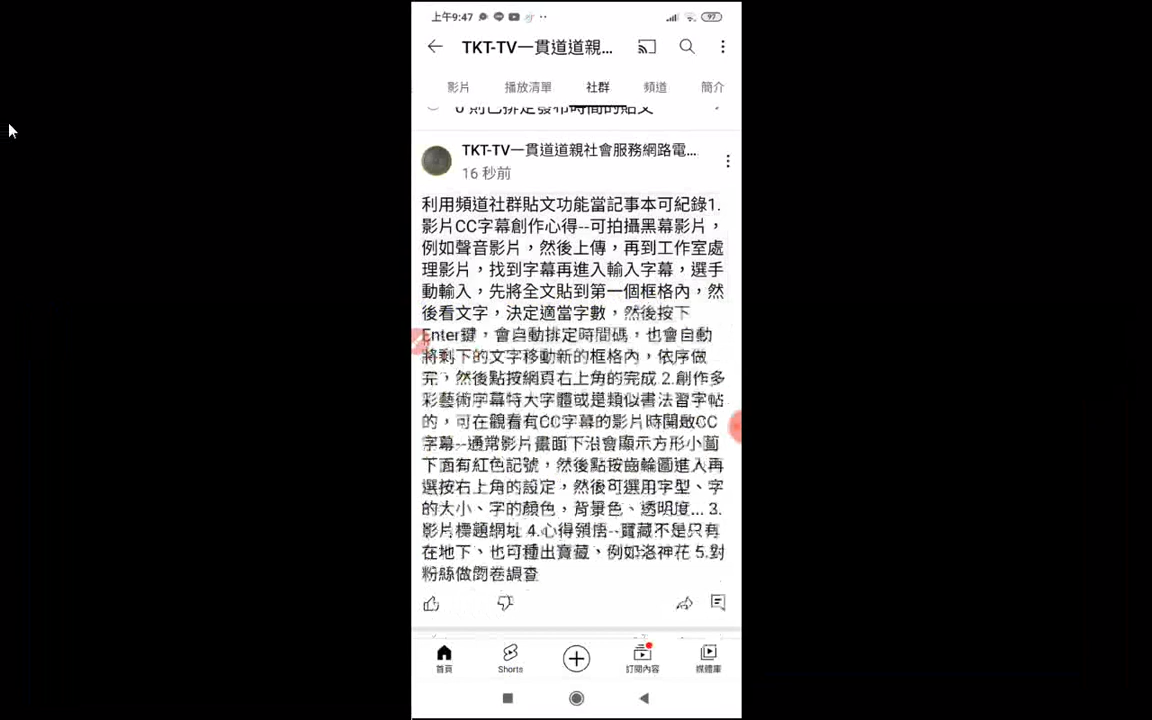 上午9:47
97
TKT-TV一貫道道親...
影片 播放清單 社群 頻道 簡介
6 則已排定發布時間的貼文
TKT-TV一貫道道親社會服務網路電...
16 秒前
利用頻道社群貼文功能當記事本可紀錄1.
影片CC字幕創作心得--可拍攝黑幕影片，
例如聲音影片，然後上傳，再到工作室處
理影片，找到字幕再進入輸入字幕，選手
動輸入，先將全文貼到第一個框格內，然
後看文字，決定適當字數，然後按下
Enter鍵，會自動排定時間碼，也會自動
將剩下的文字移動新的框格內，依序做
完，然後點按網頁右上角的完成 2.創作多
彩藝術字幕特大字體或是類似書法習字帖
的，可在觀看有CC字幕的影片時開啟CC
字幕--通常影片畫面下沿會顯示方形小圖
下面有紅色記號，然後點按齒輪圖進入再
選按右上角的設定，然後可選用字型、字
的大小、字的顏色，背景色、透明度... 3.
影片標題網址 4.心得領悟--寶藏不是只有
在地下、也可種出寶藏、例如洛神花 5.對
粉絲做問卷調查
首頁 Shorts 訂閱內容 媒體庫